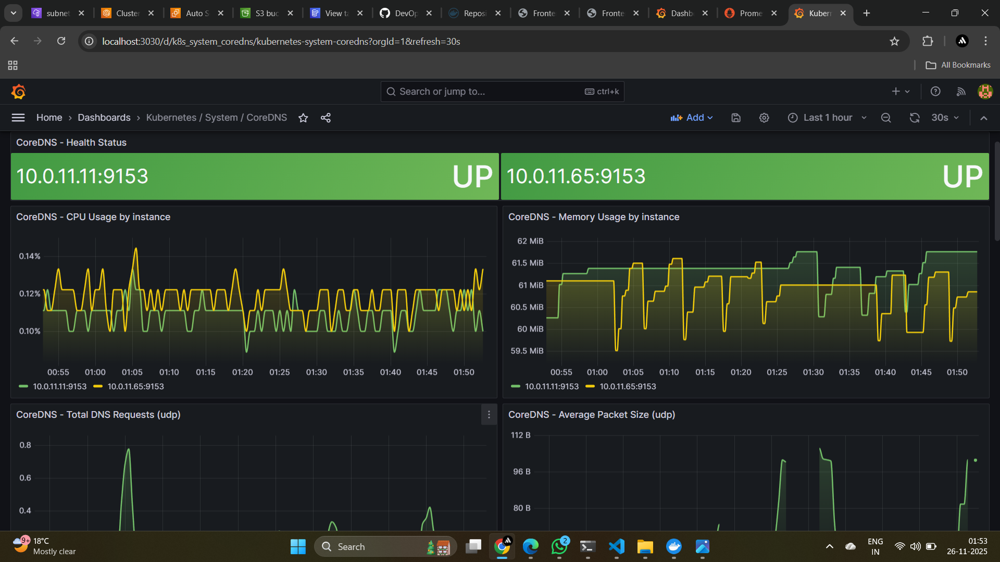 subnet
Cluster
Auto S
S3 buc
View ta
DevOp
Reposi
Fronte
Fronte
Dashb
Prome
Kubern
localhost:3030/d/k8s_system_coredns/kubernetes-system-coredns?orgId=1&refresh=30s
All Bookmarks
Search or jump to...
ctrl+k
Home › Dashboards › Kubernetes / System / CoreDNS
Add
Last 1 hour
30s
CoreDNS - Health Status
10.0.11.11:9153 UP
10.0.11.65:9153 UP
CoreDNS - CPU Usage by instance
0.14%
0.12%
0.10%
00:55 01:00 01:05 01:10 01:15 01:20 01:25 01:30 01:35 01:40 01:45 01:50
10.0.11.11:9153 10.0.11.65:9153
CoreDNS - Memory Usage by instance
62 MiB
61.5 MiB
61 MiB
60.5 MiB
60 MiB
59.5 MiB
00:55 01:00 01:05 01:10 01:15 01:20 01:25 01:30 01:35 01:40 01:45 01:50
10.0.11.11:9153 10.0.11.65:9153
CoreDNS - Total DNS Requests (udp)
0.8
0.6
0.4
CoreDNS - Average Packet Size (udp)
112 B
96 B
80 B
9+
18°C
Mostly clear
Search
2
ENG
IN
01:53
26-11-2025